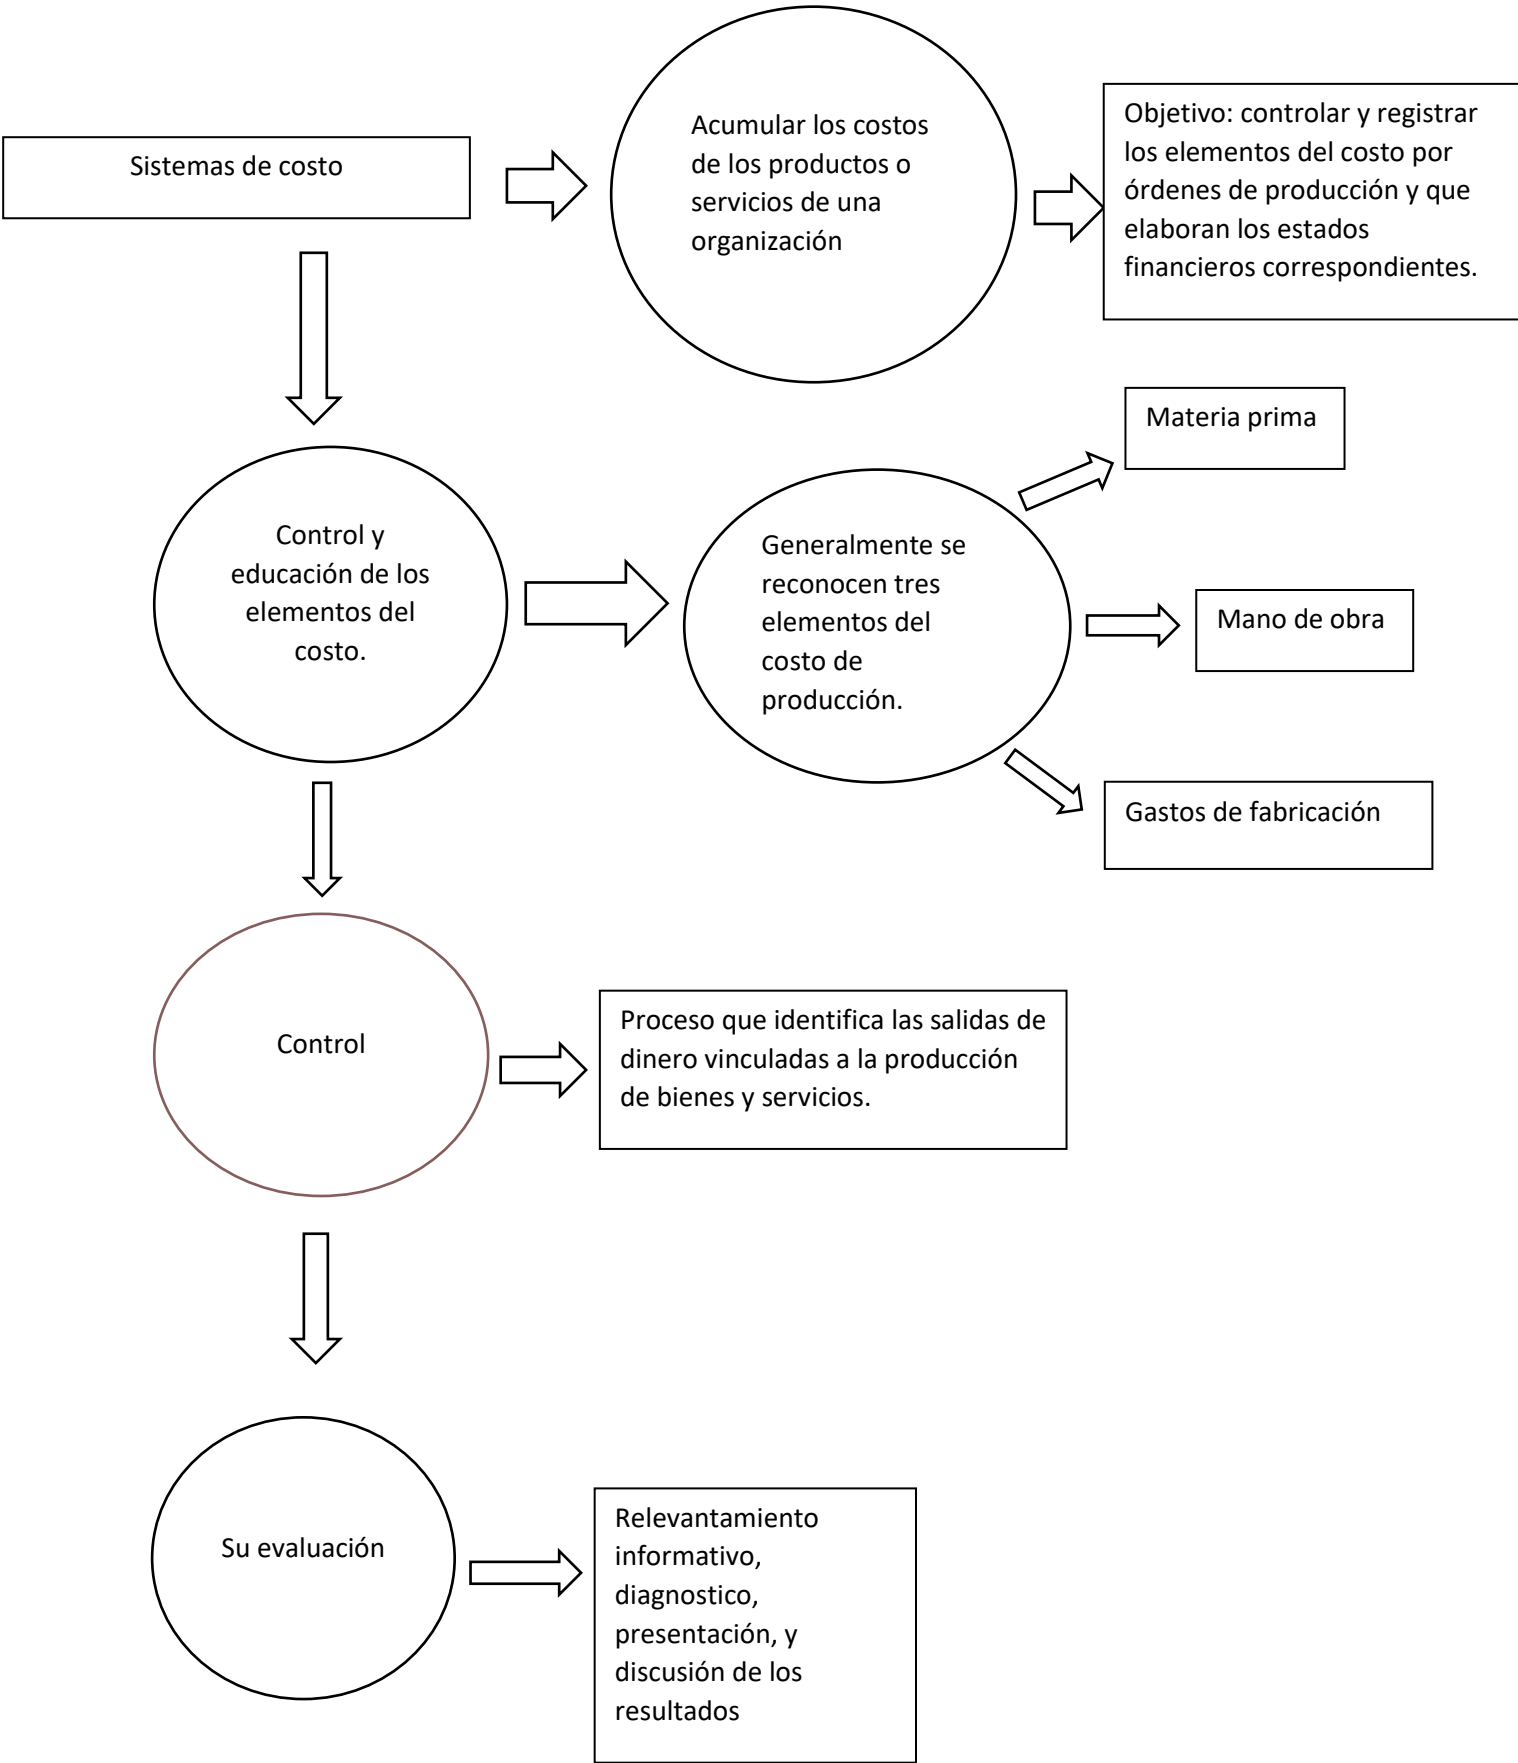 Sistemas de costo
Acumular los costos
de los productos o
servicios de una
organización
Objetivo: controlar y registrar
los elementos del costo por
órdenes de producción y que
elaboran los estados
financieros correspondientes.
Control y
educación de los
elementos del
costo.
Generalmente se
reconocen tres
elementos del
costo de
producción.
Materia prima
Mano de obra
Gastos de fabricación
Control
Proceso que identifica las salidas de
dinero vinculadas a la producción
de bienes y servicios.
Su evaluación
Relevantamiento
informativo,
diagnostico,
presentación, y
discusión de los
resultados